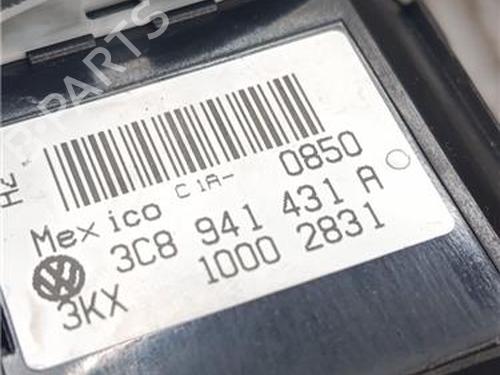 B-PARTS
C1A-
0850
Mexico
3C8 941 431 A
1000 2831
3KX